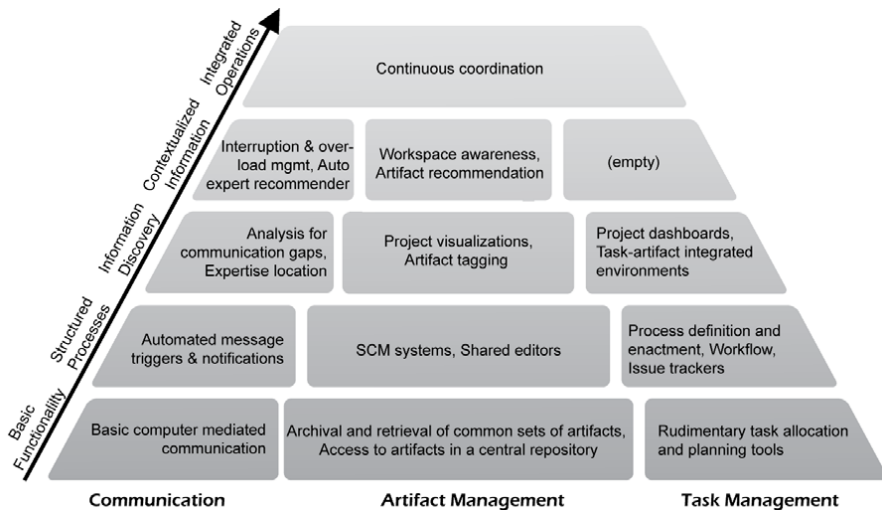 Integrated
Operations
Continuous coordination
Contextualized
Information
Interruption & over-
load mgmt, Auto
expert recommender
Workspace awareness,
Artifact recommendation
(empty)
Information
Discovery
Analysis for
communication gaps,
Expertise location
Project visualizations,
Artifact tagging
Project dashboards,
Task-artifact integrated
environments
Structured
Processes
Automated message
triggers & notifications
SCM systems, Shared editors
Process definition and
enactment, Workflow,
Issue trackers
Basic
Functionalilty
Basic computer mediated
communication
Archival and retrieval of common sets of artifacts,
Access to artifacts in a central repository
Rudimentary task allocation
and planning tools
Communication
Artifact Management
Task Management